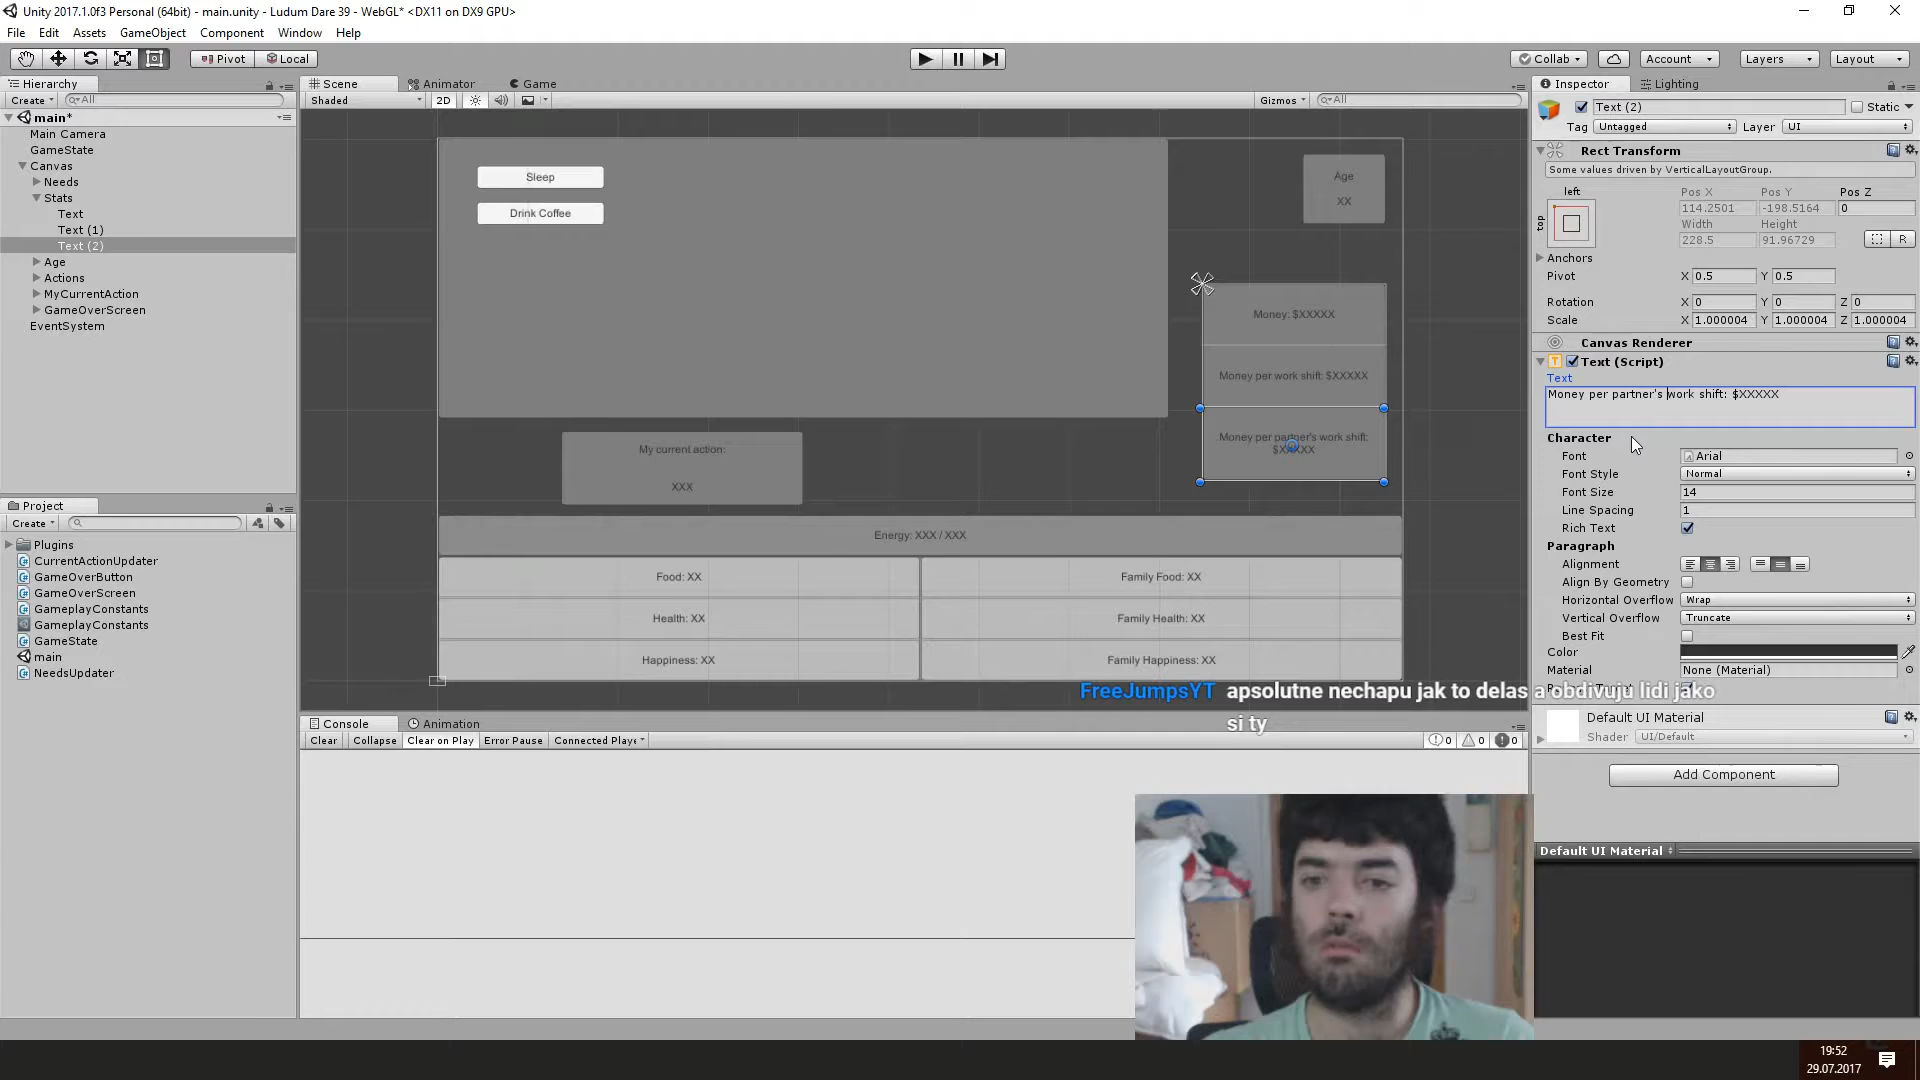 Unity 2017.1.0f3 Personal (64bit) - main.unity - Ludum Dare 39 - WebGL* <DX11 on DX9 GPU>
File Edit Assets GameObject Component Window Help
Pivot Local Collab Account Layers Layout
Hierarchy
Create All
main*
Main Camera
GameState
Canvas
Needs
Stats
Text
Text (1)
Text (2)
Age
Actions
MyCurrentAction
GameOverScreen
EventSystem
Project
Create
Plugins
CurrentActionUpdater
GameOverButton
GameOverScreen
GameplayConstants
GameplayConstants
GameState
main
NeedsUpdater
Scene Animator Game
Shaded 2D Gizmos All
Sleep
Drink Coffee
Age
XX
Money: $XXXXX
Money per work shift: $XXXXX
Money per partner's work shift:
$XXXXX
My current action:
XXX
Energy: XXX / XXX
Food: XX Family Food: XX
Health: XX Family Health: XX
Happiness: XX Family Happiness: XX
FreeJumpsYT apsolutne nechapu jak to delas a obdivuju lidi jako
si ty
Console Animation
Clear Collapse Clear on Play Error Pause Connected Playe
0 0 0
Inspector Lighting
Text (2) Static
Tag Untagged Layer UI
Rect Transform
Some values driven by VerticalLayoutGroup.
left Pos X Pos Y Pos Z
top 114.2501 -198.5164 0
Width Height
228.5 91.96729 R
Anchors
Pivot X 0.5 Y 0.5
Rotation X 0 Y 0 Z 0
Scale X 1.000004 Y 1.000004 Z 1.000004
Canvas Renderer
Text (Script)
Text
Money per partner's work shift: $XXXXX
Character
Font Arial
Font Style Normal
Font Size 14
Line Spacing 1
Rich Text
Paragraph
Alignment
Align By Geometry
Horizontal Overflow Wrap
Vertical Overflow Truncate
Best Fit
Color
Material None (Material)
Default UI Material
Shader UI/Default
Add Component
Default UI Material
19:52
29.07.2017